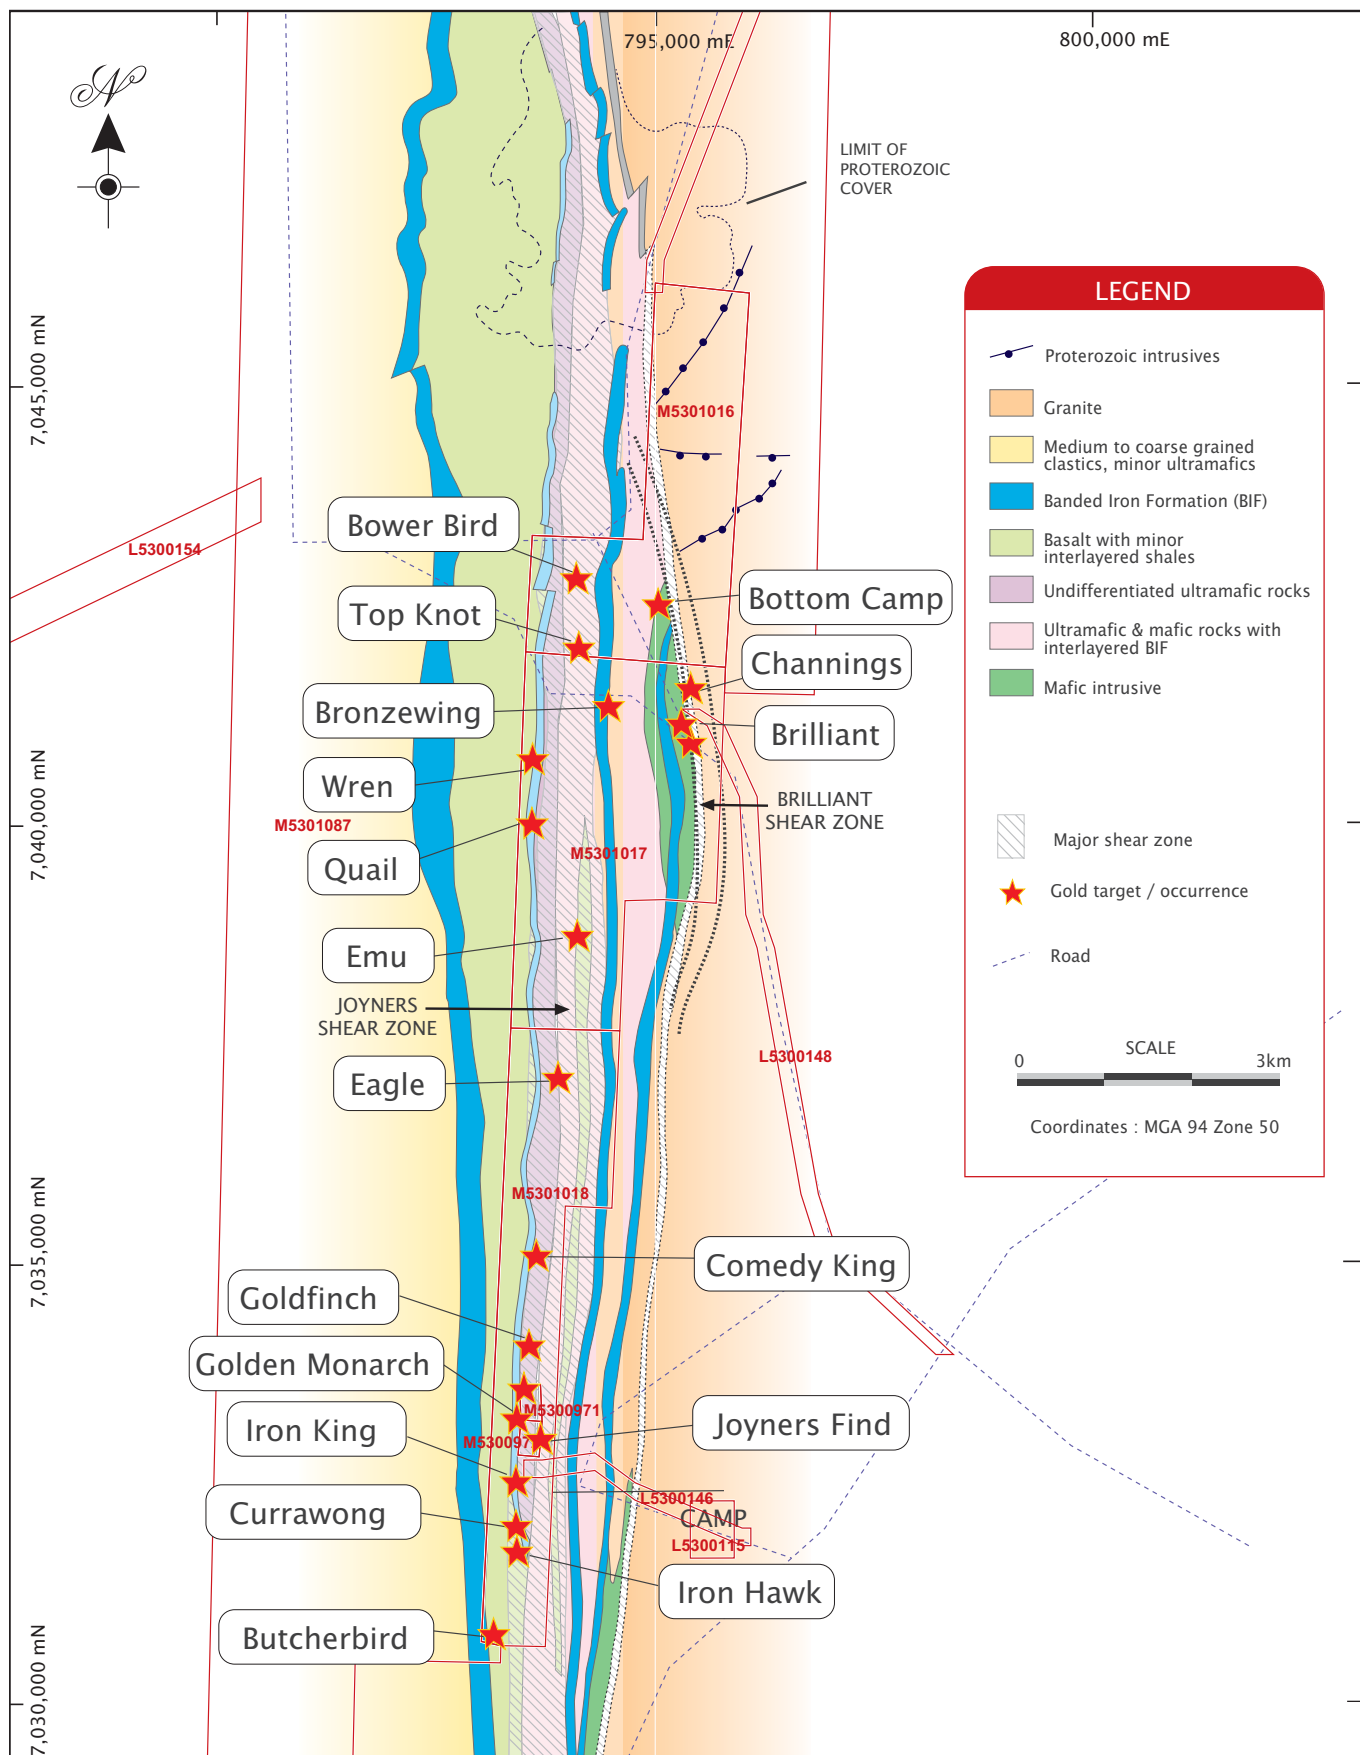 795,000 mE
800,000 mE
N
LIMIT OF
PROTEROZOIC
COVER
LEGEND
Proterozoic intrusives
Granite
Medium to coarse grained
clastics, minor ultramafics
Banded Iron Formation (BIF)
Basalt with minor
interlayered shales
Undifferentiated ultramafic rocks
Ultramafic & mafic rocks with
interlayered BIF
Mafic intrusive
Major shear zone
Gold target / occurrence
Road
SCALE
0 3km
Coordinates : MGA 94 Zone 50
7,045,000 mN
M5301016
Bower Bird
L5300154
Bottom Camp
Top Knot
Channings
Bronzewing
Brilliant
Wren
BRILLIANT
SHEAR ZONE
7,040,000 mN
M5301087
M5301017
Quail
Emu
JOYNERS
SHEAR ZONE
L5300148
Eagle
M5301018
7,035,000 mN
Comedy King
Goldfinch
Golden Monarch
M5300971
Joyners Find
Iron King
M530097
L5300146
Currawong
CAMP
L5300115
Iron Hawk
Butcherbird
7,030,000 mN